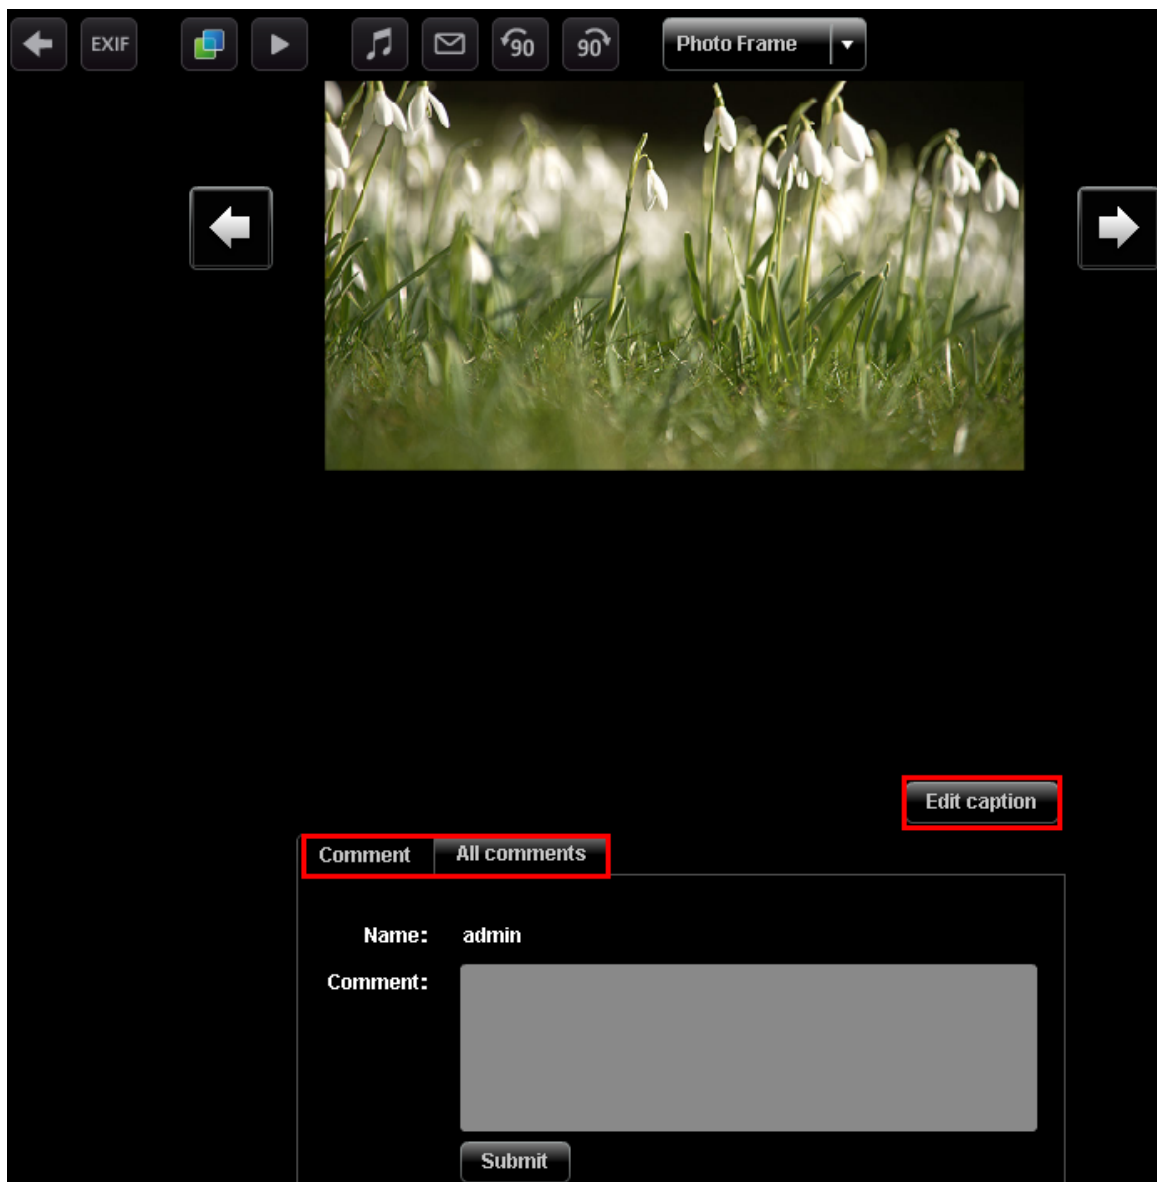 EXIF
90
90
Photo Frame
Edit caption
Comment
All comments
Name:
admin
Comment:
Submit